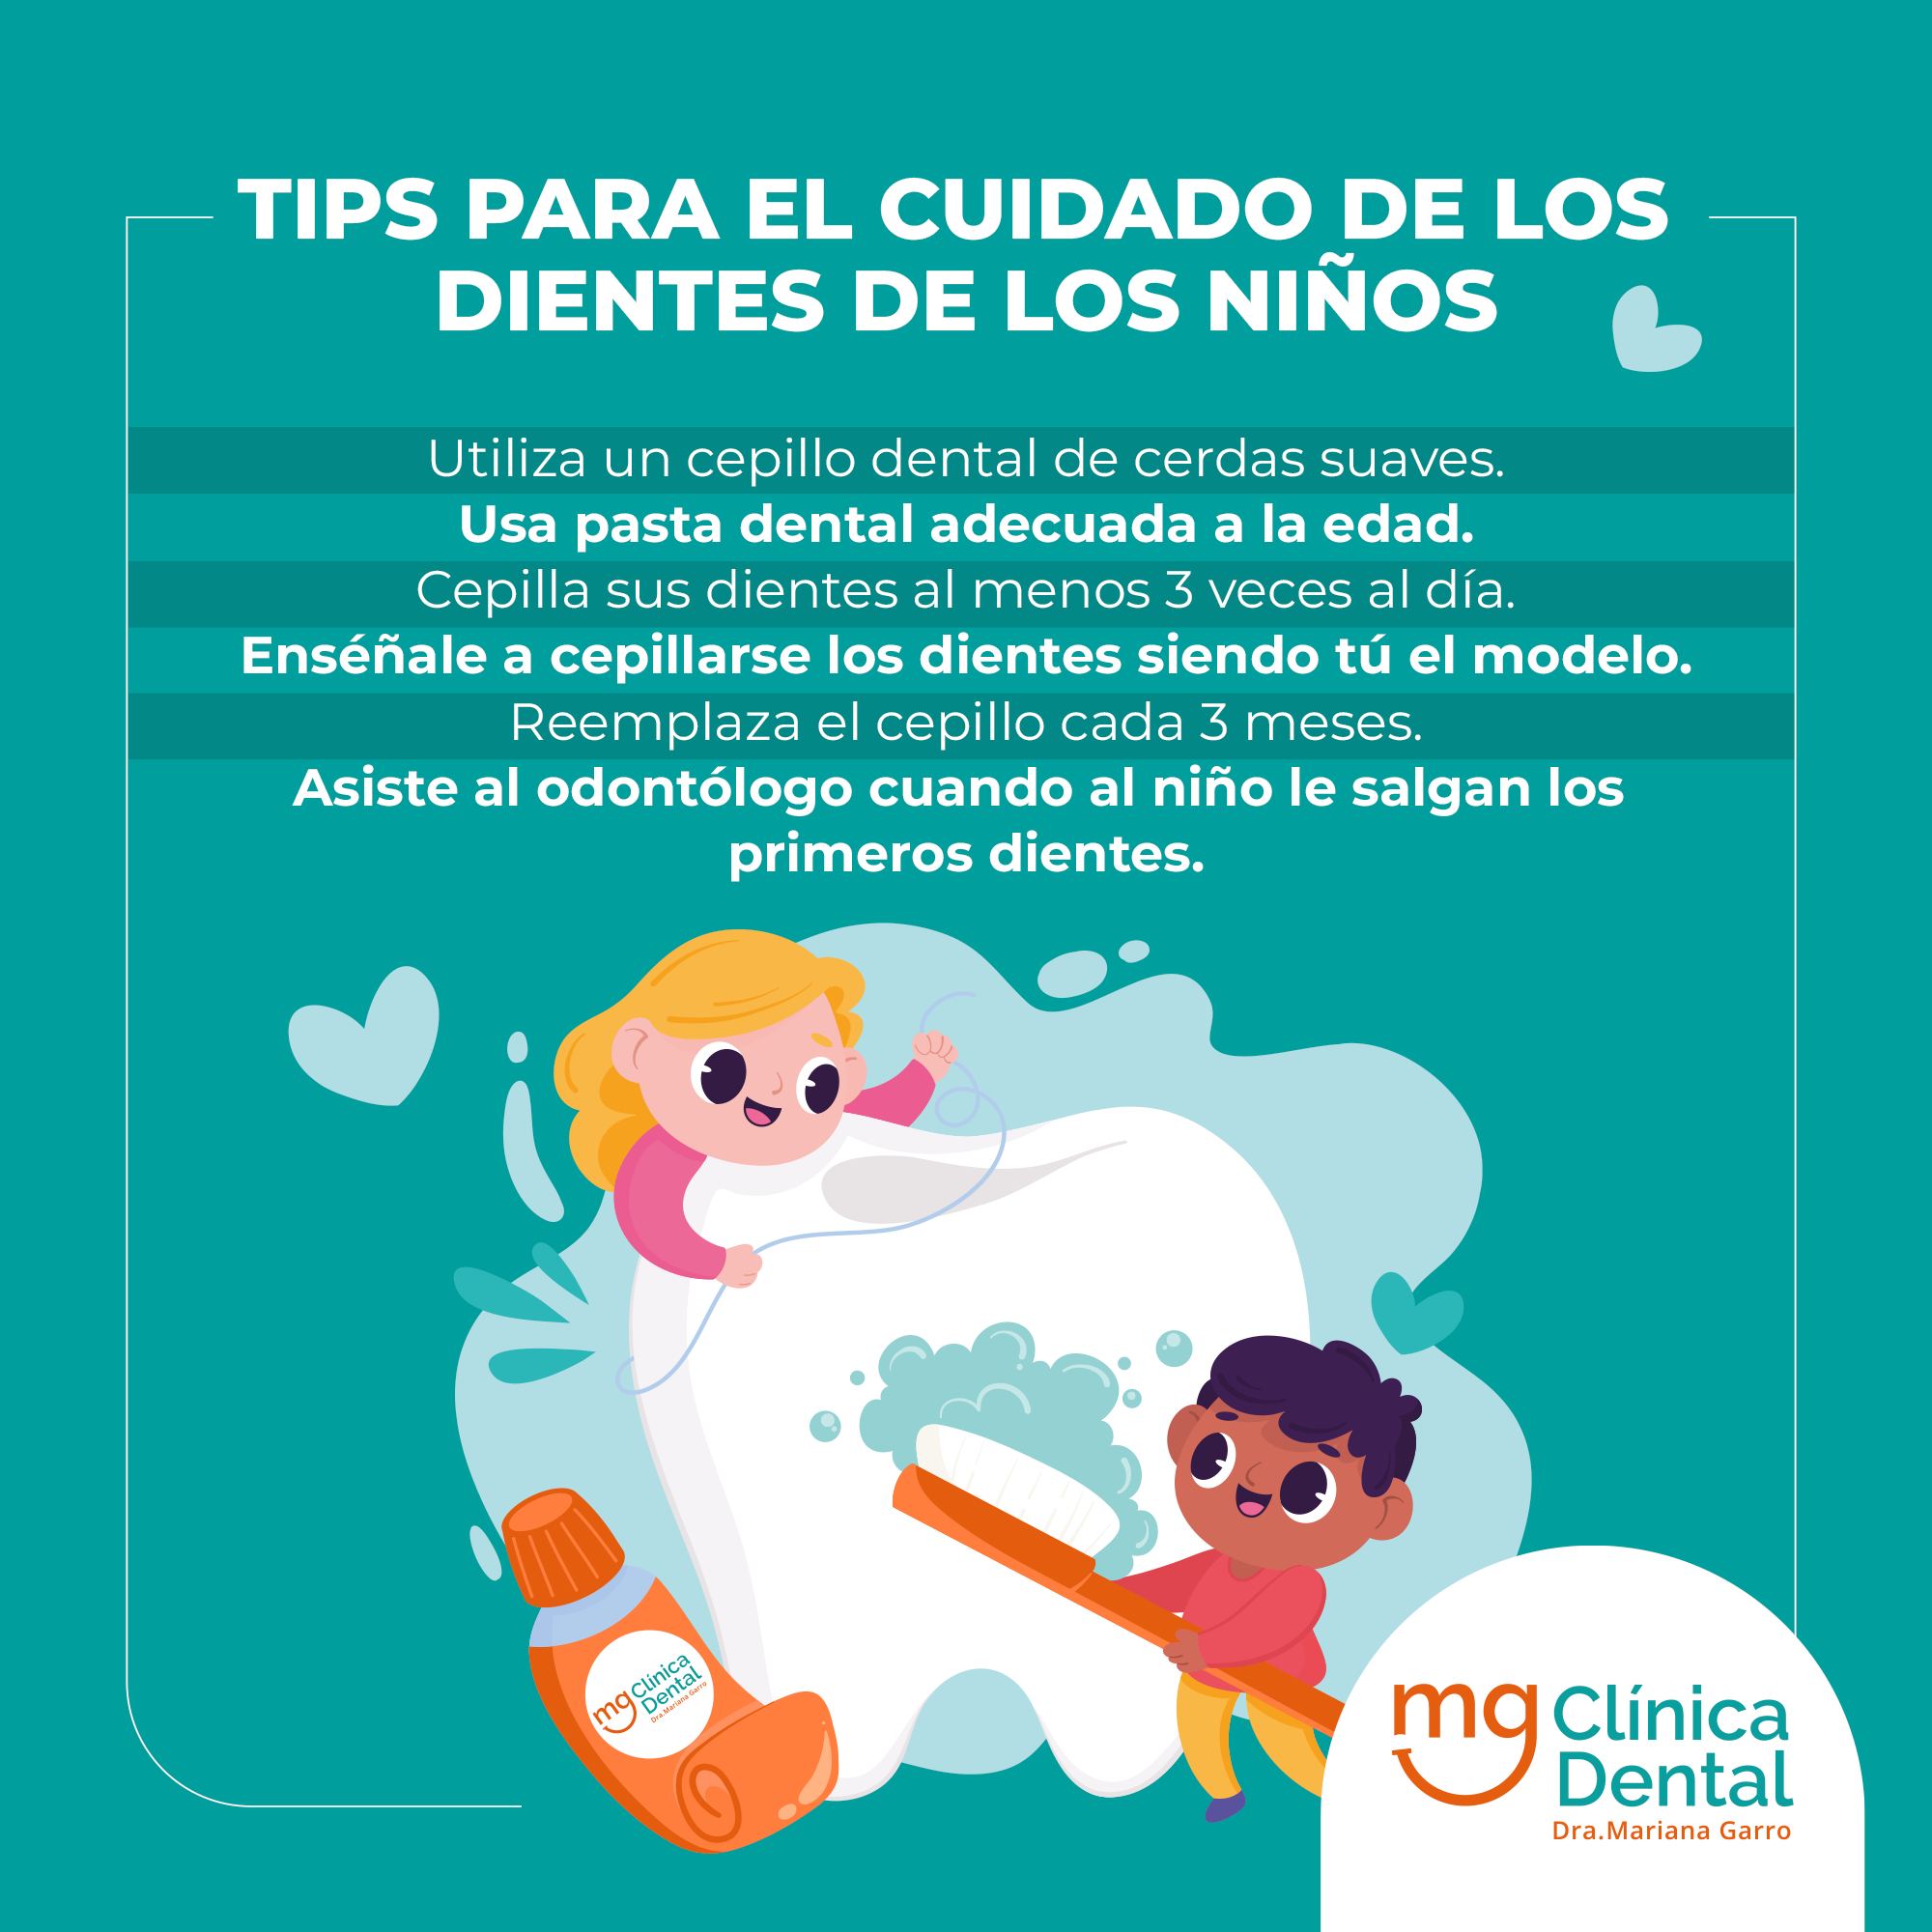 TIPS PARA EL CUIDADO DE LOS
DIENTES DE LOS NIÑOS
Utiliza un cepillo dental de cerdas suaves.
Usa pasta dental adecuada a la edad.
Cepilla sus dientes al menos 3 veces al día.
Enséñale a cepillarse los dientes siendo tú el modelo.
Reemplaza el cepillo cada 3 meses.
Asiste al odontólogo cuando al niño le salgan los
primeros dientes.
mg Clínica
Dental
Dra.Mariana Garro
mg Clínica
Dental
Dra.Mariana Garro